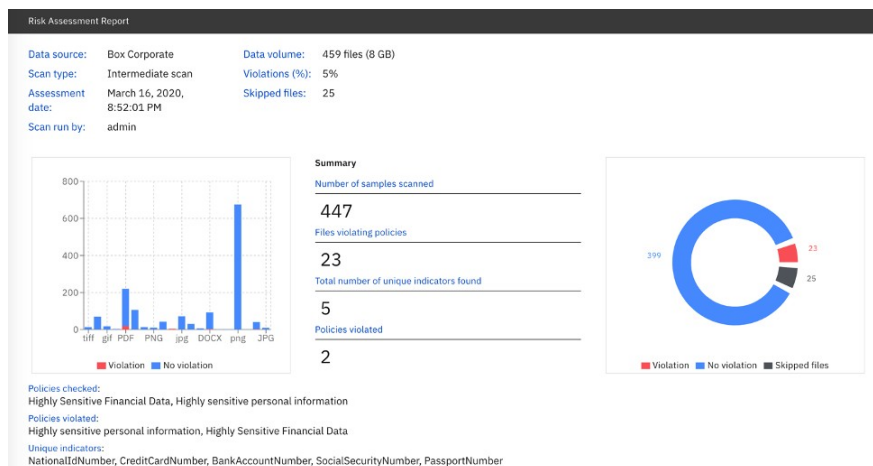 Risk Assessment Report
Data source: Box Corporate
Data volume: 459 files (8 GB)
Scan type: Intermediate scan
Violations (%): 5%
Assessment date: March 16, 2020, 8:52:01 PM
Skipped files: 25
Scan run by: admin
800
600
400
200
0
tiff gif PDF PNG jpg DOCX png JPG
Violation No violation
Summary
Number of samples scanned
447
Files violating policies
23
Total number of unique indicators found
5
Policies violated
2
399
23
25
Violation No violation Skipped files
Policies checked:
Highly Sensitive Financial Data, Highly sensitive personal information
Policies violated:
Highly sensitive personal information, Highly Sensitive Financial Data
Unique indicators:
NationalIdNumber, CreditCardNumber, BankAccountNumber, SocialSecurityNumber, PassportNumber